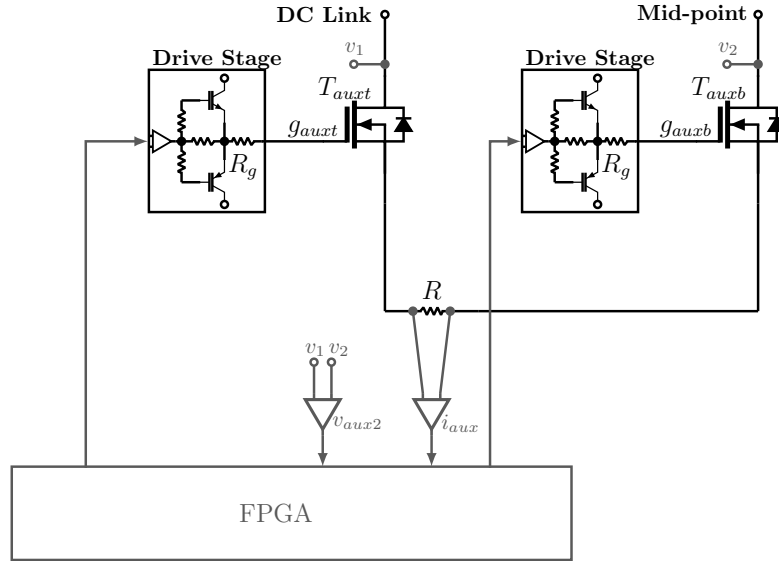 DC Link
Mid-point
v1
v2
Drive Stage
Drive Stage
Tauxt
Tauxb
gauxt
gauxb
Rg
Rg
R
v1 v2
vaux2
iaux
FPGA